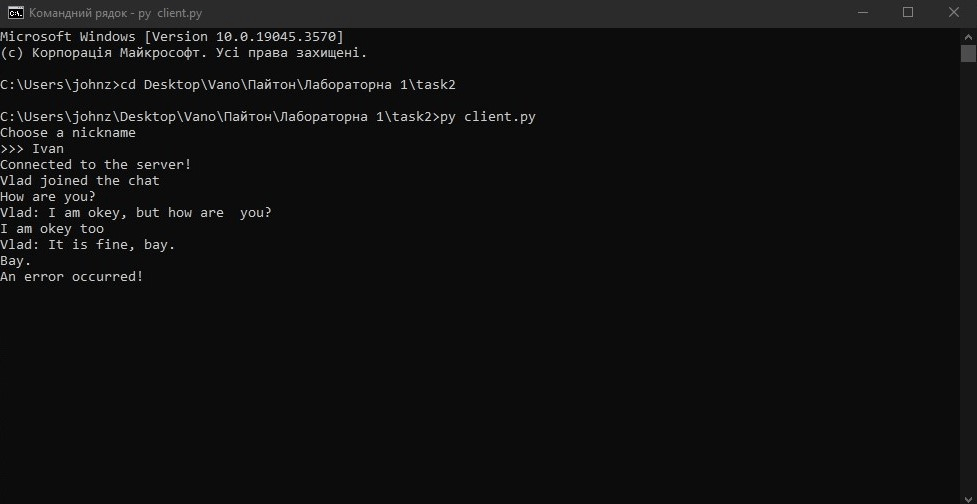 Командний рядок - py  client.py
Microsoft Windows [Version 10.0.19045.3570]
(c) Корпорація Майкрософт. Усі права захищені.
C:\Users\johnz>cd Desktop\Vano\Пайтон\Лабораторна 1\task2
C:\Users\johnz\Desktop\Vano\Пайтон\Лабораторна 1\task2>py client.py
Choose a nickname
>>> Ivan
Connected to the server!
Vlad joined the chat
How are you?
Vlad: I am okey, but how are  you?
I am okey too
Vlad: It is fine, bay.
Bay.
An error occurred!